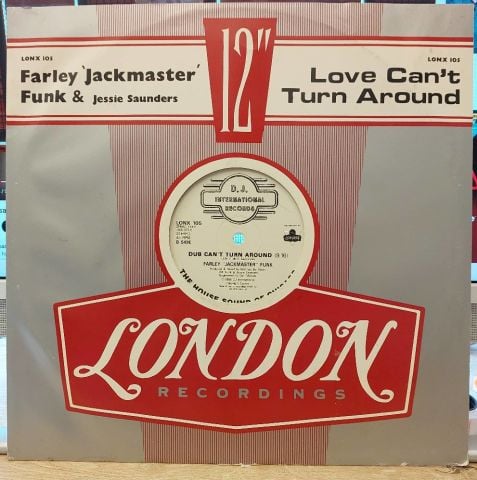 LONX 105
LONX 105
Farley 'Jackmaster'
Funk & Jessie Saunders
12"
Love Can't
Turn Around
D.J.
INTERNATIONAL
RECORDS
LONX 105
B SIDE
DUB CAN'T TURN AROUND
FARLEY "JACKMASTER" FUNK
THE HOUSE SOUND OF CHICAGO
LONDON
RECORDINGS